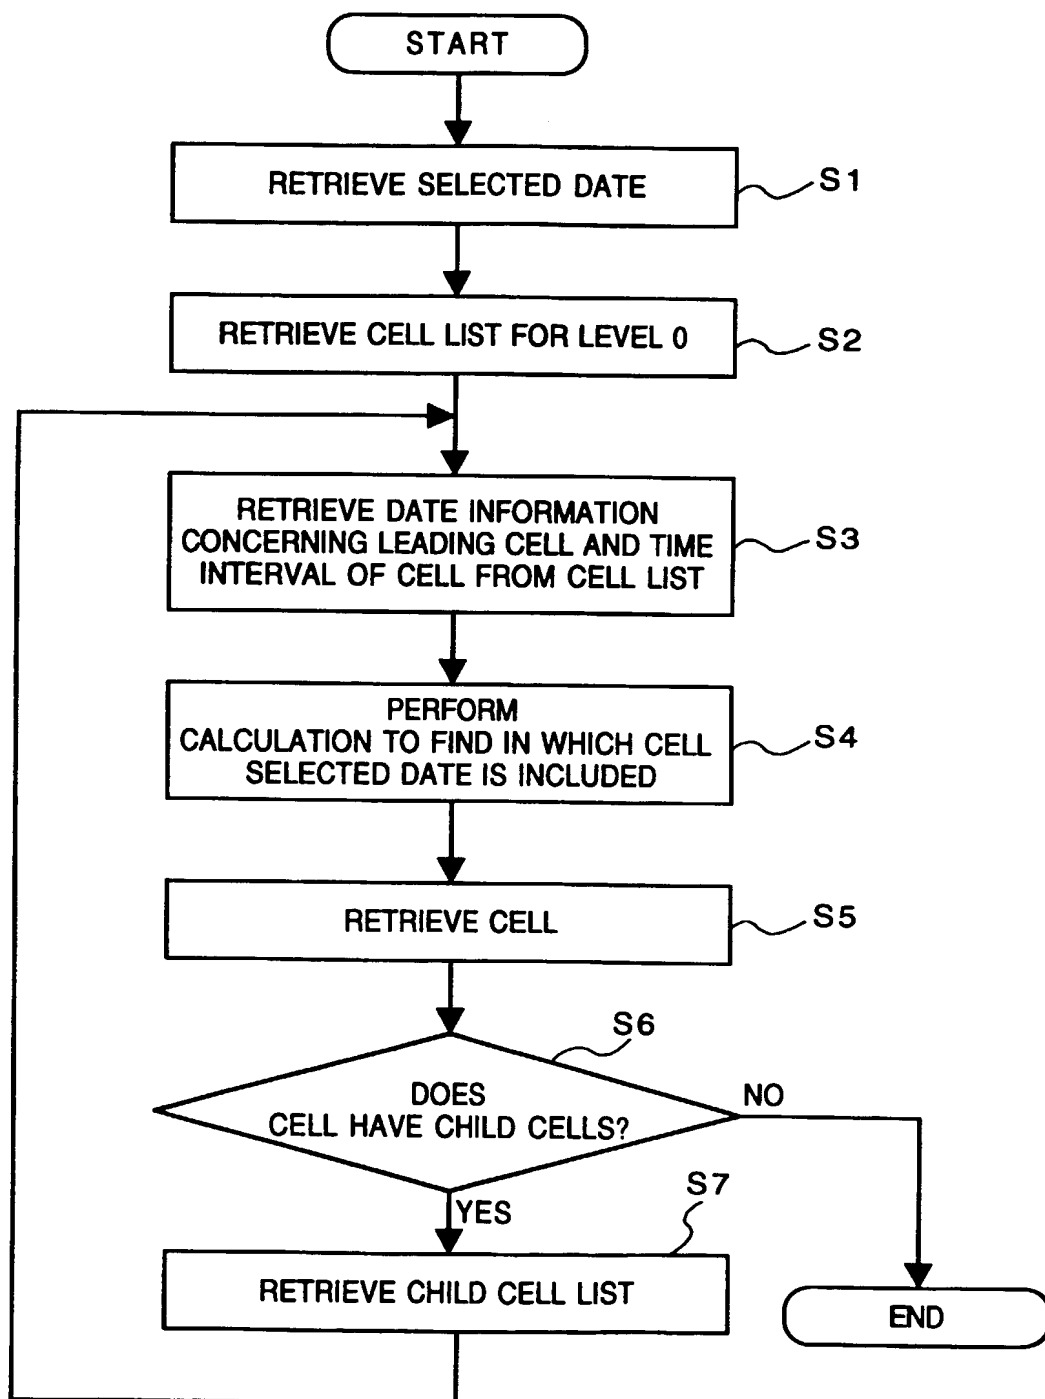 START
RETRIEVE SELECTED DATE
S1
RETRIEVE CELL LIST FOR LEVEL 0
S2
RETRIEVE DATE INFORMATION
CONCERNING LEADING CELL AND TIME
INTERVAL OF CELL FROM CELL LIST
S3
PERFORM
CALCULATION TO FIND IN WHICH CELL
SELECTED DATE IS INCLUDED
S4
RETRIEVE CELL
S5
S6
DOES
CELL HAVE CHILD CELLS?
NO
YES
S7
RETRIEVE CHILD CELL LIST
END